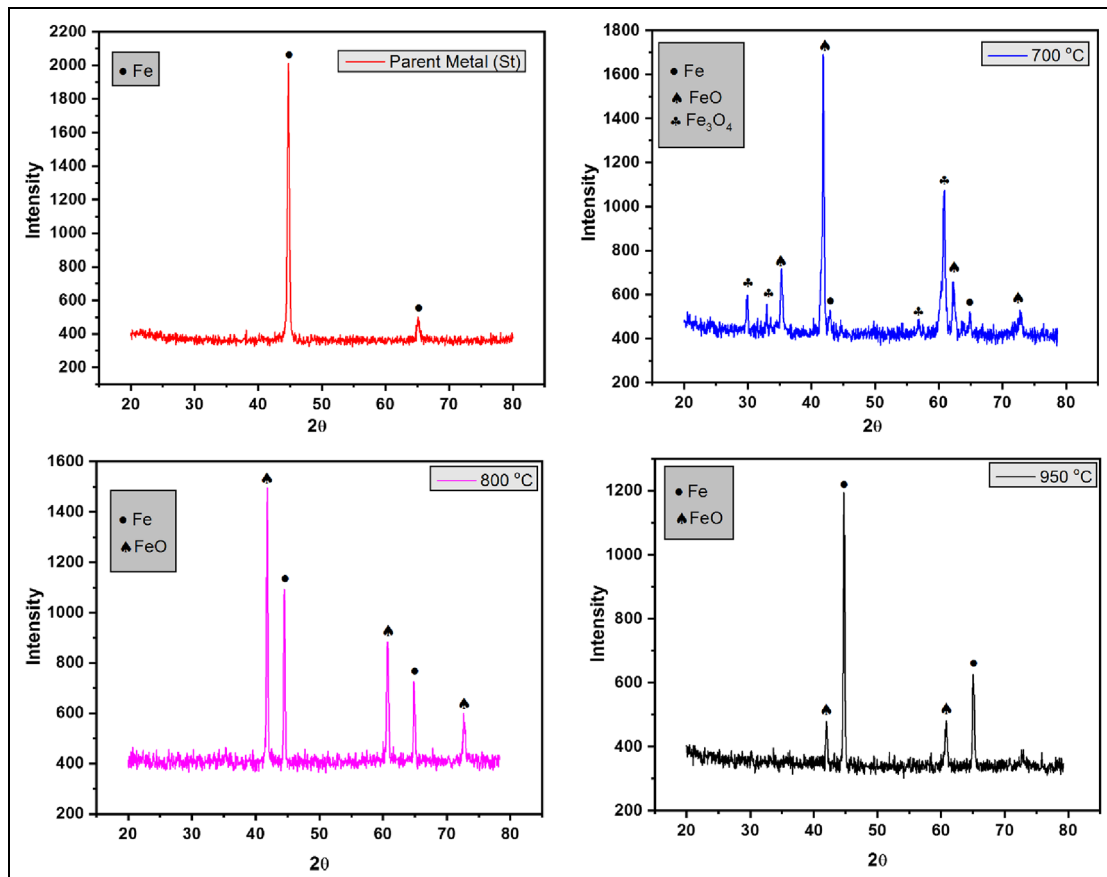 2200
2000
1800
1600
1400
1200
1000
800
600
400
200
Intensity
● Fe
●
Parent Metal (St)
●
20 30 40 50 60 70 80
2θ
1800
1600
1400
1200
1000
800
600
400
200
Intensity
● Fe
♠ FeO
♣ Fe₃O₄
♠
700 °C
♣
♠
♠
♣ ♣ ● ♣ ● ♠
20 30 40 50 60 70 80
2θ
1600
1400
1200
1000
800
600
400
200
Intensity
● Fe
♠ FeO
♠
800 °C
●
♠
●
♠
20 30 40 50 60 70 80
2θ
1200
1000
800
600
400
200
Intensity
● Fe
♠ FeO
●
950 °C
●
♠ ♠
20 30 40 50 60 70 80
2θ